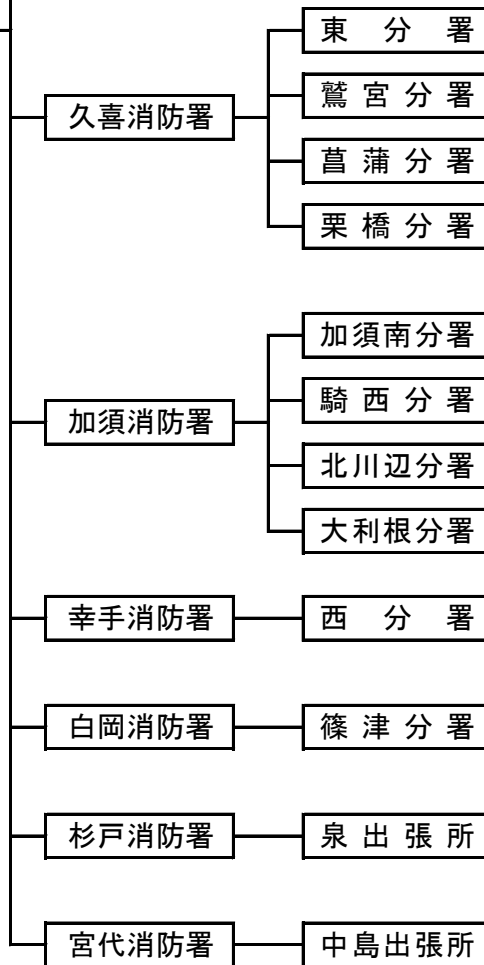 東分署
久喜消防署
鷲宮分署
菖蒲分署
栗橋分署
加須南分署
騎西分署
加須消防署
北川辺分署
大利根分署
幸手消防署
西分署
白岡消防署
篠津分署
杉戸消防署
泉出張所
宮代消防署
中島出張所